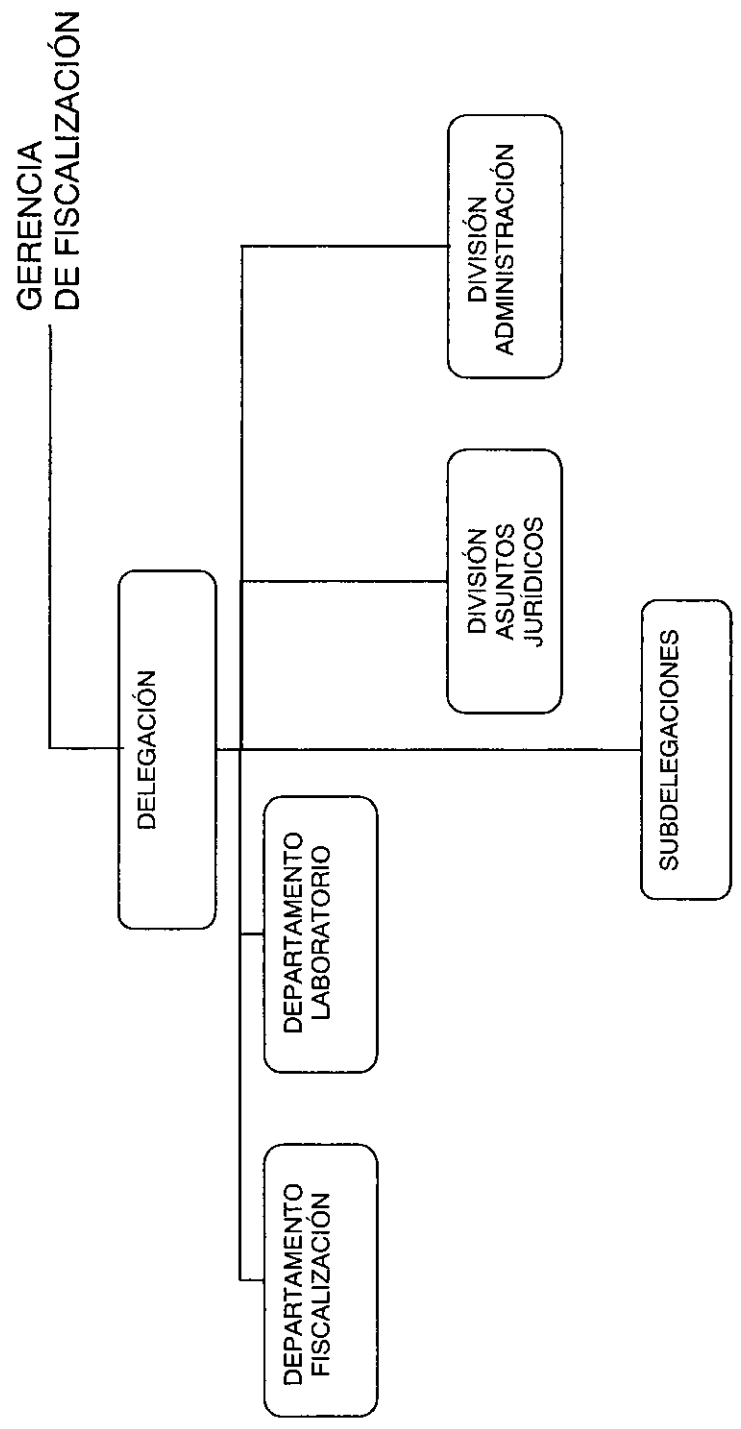 GERENCIA
DE FISCALIZACIÓN
DELEGACIÓN
DEPARTAMENTO
FISCALIZACIÓN
DEPARTAMENTO
LABORATORIO
DIVISIÓN
ASUNTOS
JURÍDICOS
DIVISIÓN
ADMINISTRACIÓN
SUBDELEGACIONES